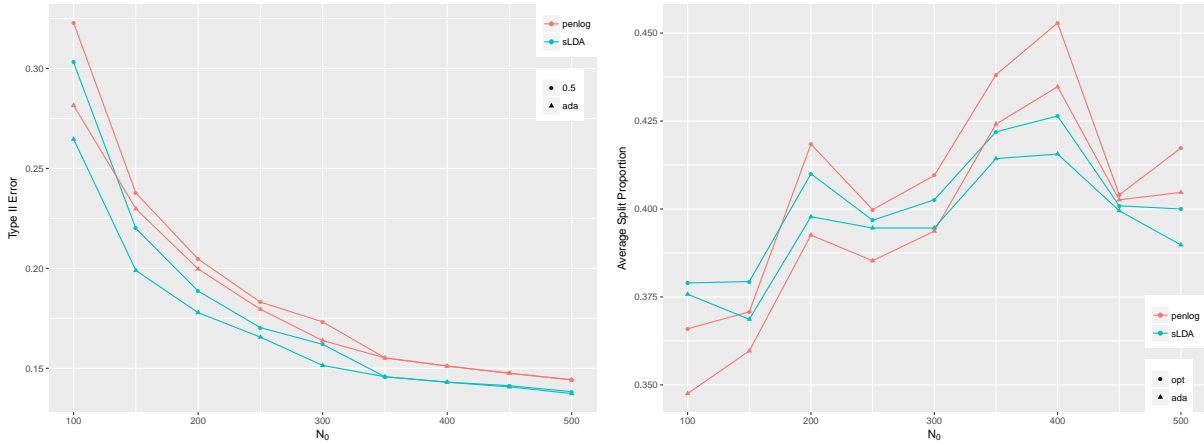 penlog
sLDA
0.5
ada
0.30
0.25
0.20
0.15
Type II Error
100
200
300
400
500
N₀
0.450
0.425
0.400
0.375
0.350
Average Split Proportion
penlog
sLDA
opt
ada
100
200
300
400
500
N₀